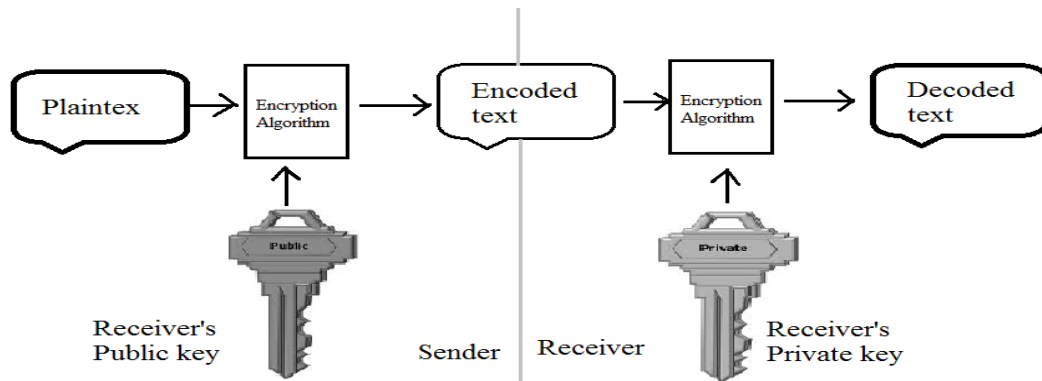 Plaintex
Encryption
Algorithm
Encoded
text
Encryption
Algorithm
Decoded
text
Public
Private
Receiver's
Public key
Sender
Receiver
Receiver's
Private key